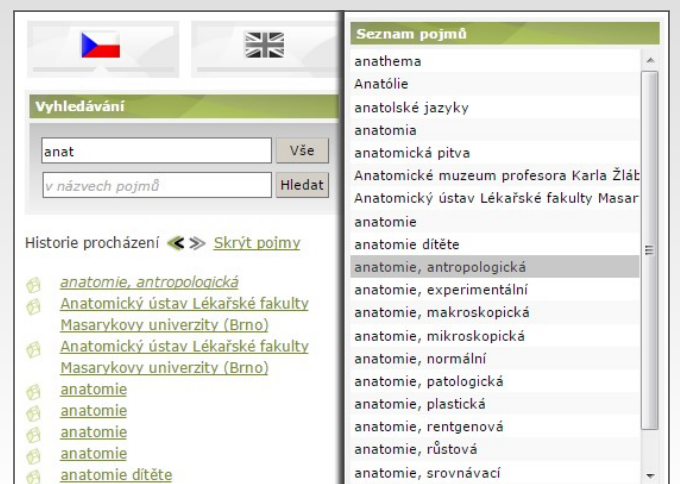 Vyhledávání
anat
Vše
v názvech pojmů
Hledat
Historie procházení
Skrýt pojmy
anatomie, antropologická
Anatomický ústav Lékařské fakulty
Masarykovy univerzity (Brno)
Anatomický ústav Lékařské fakulty
Masarykovy univerzity (Brno)
anatomie
anatomie
anatomie
anatomie
anatomie dítěte
Seznam pojmů
anathema
Anatólie
anatolské jazyky
anatomia
anatomická pitva
Anatomické muzeum profesora Karla Žláb
Anatomický ústav Lékařské fakulty Masar
anatomie
anatomie dítěte
anatomie, antropologická
anatomie, experimentální
anatomie, makroskopická
anatomie, mikroskopická
anatomie, normální
anatomie, patologická
anatomie, plastická
anatomie, rentgenová
anatomie, růstová
anatomie, srovnávací